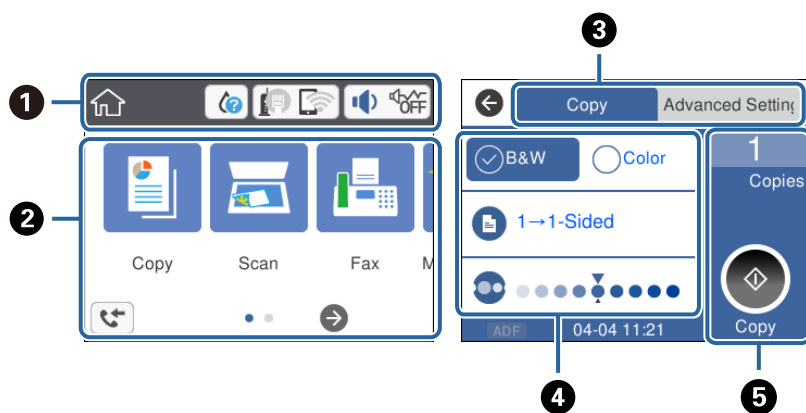 3
1
OFF
Copy
Advanced Setting
2
Copy
Scan
Fax
M
B&W
Color
1→1-Sided
ADF
04-04 11:21
1
Copies
Copy
4
5